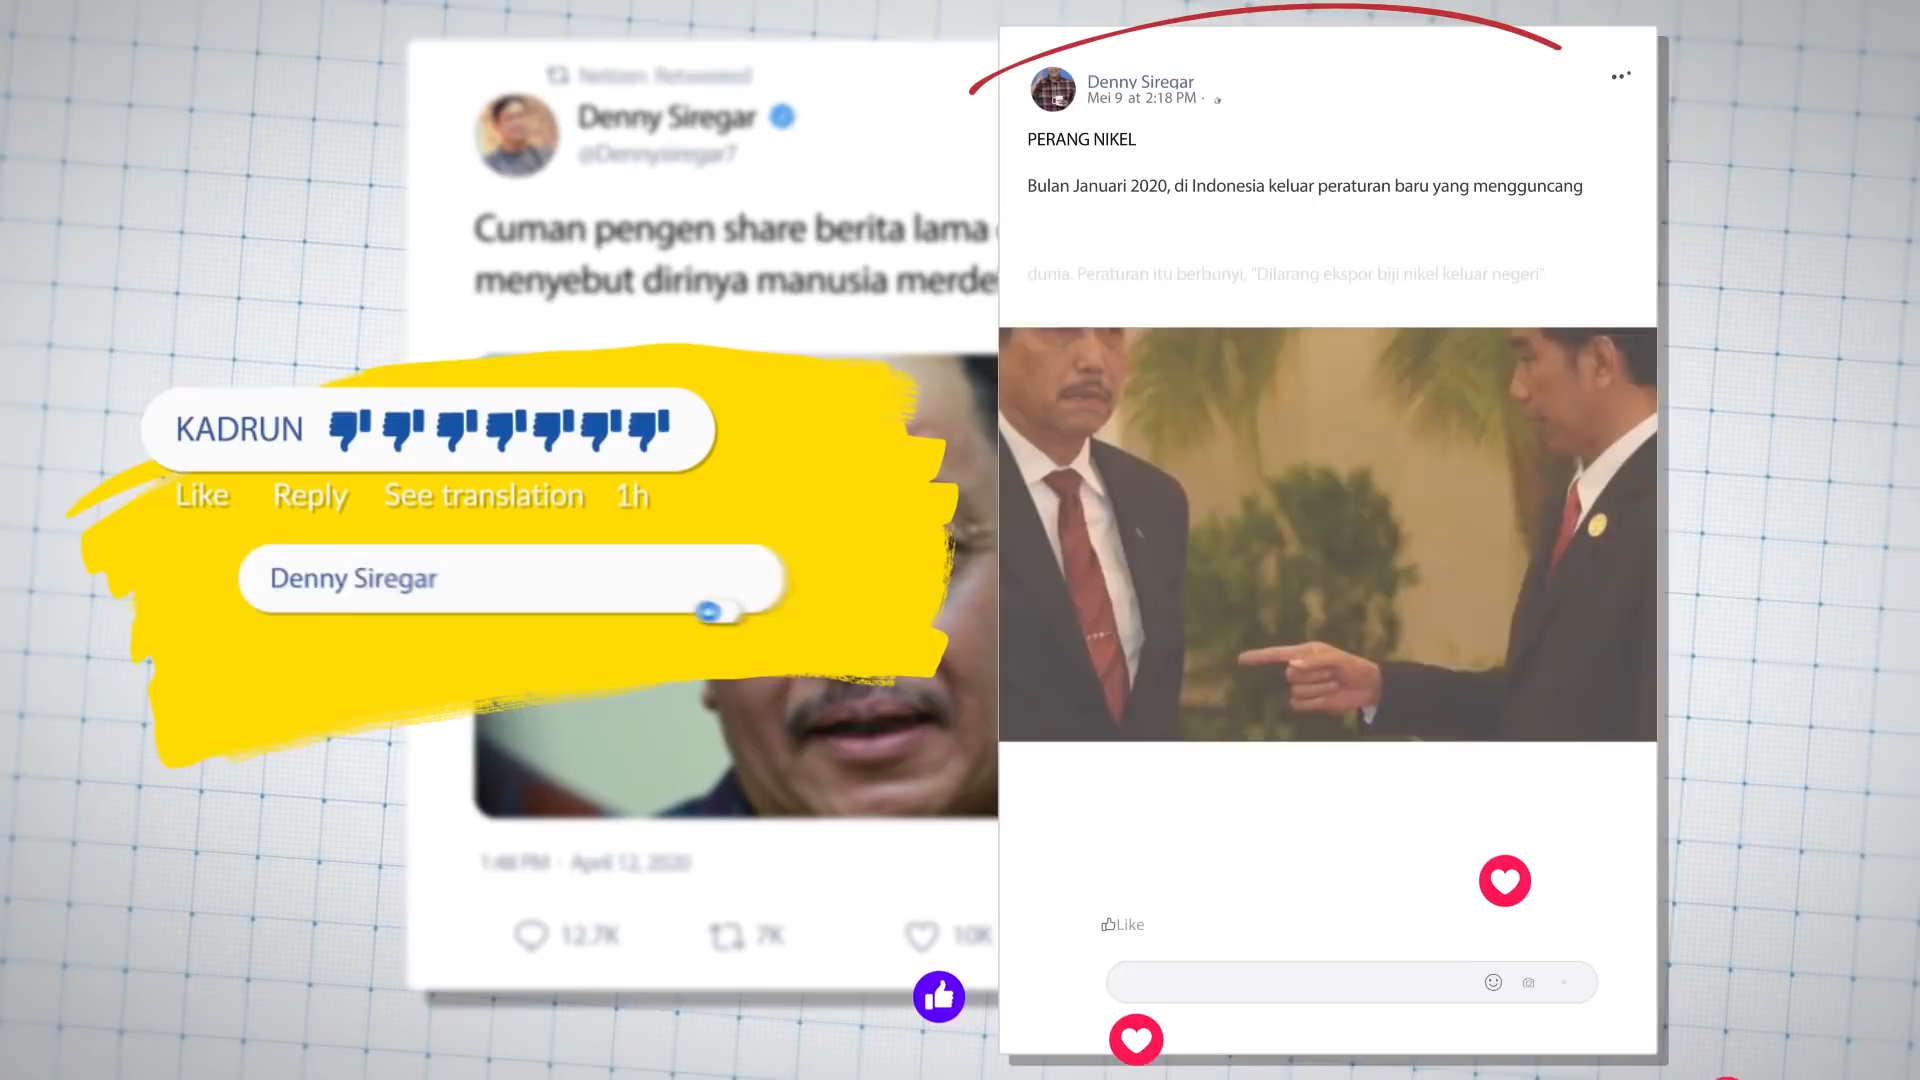 Netizen Retweeted
Denny Siregar
@Dennysiregar7
Cuman pengen share berita lama
menyebut dirinya manusia
KADRUN
Like Reply See translation 1h
Denny Siregar
1:48 PM · April 12, 2020
12.7K 7K 10K
Denny Siregar
Mei 9 at 2:18 PM ·
PERANG NIKEL
Bulan Januari 2020, di Indonesia keluar peraturan baru yang mengguncang
dunia. Peraturan itu berbunyi, "Dilarang ekspor biji nikel keluar negeri".
Like